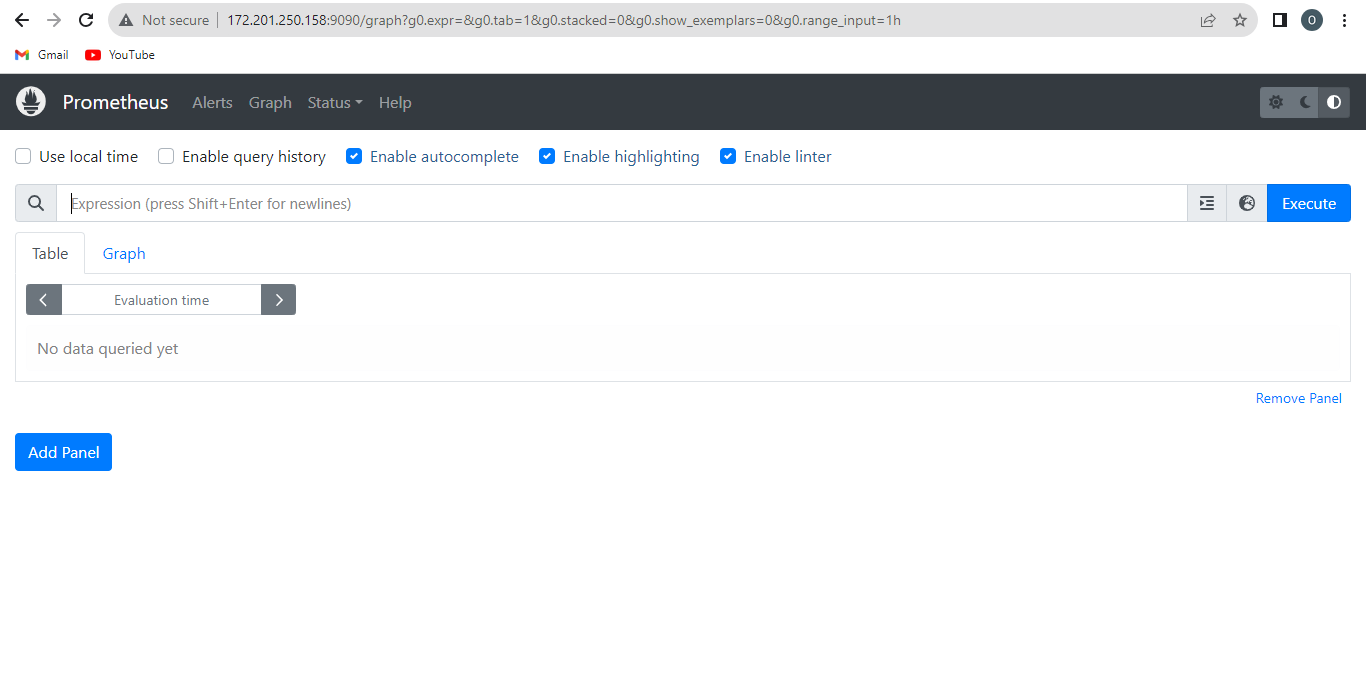 Not secure 172.201.250.158:9090/graph?g0.expr=&g0.tab=1&g0.stacked=0&g0.show_exemplars=0&g0.range_input=1h O
Gmail YouTube
Prometheus Alerts Graph Status Help
Use local time Enable query history Enable autocomplete Enable highlighting Enable linter
Expression (press Shift+Enter for newlines) Execute
Table Graph
Evaluation time
No data queried yet
Remove Panel
Add Panel